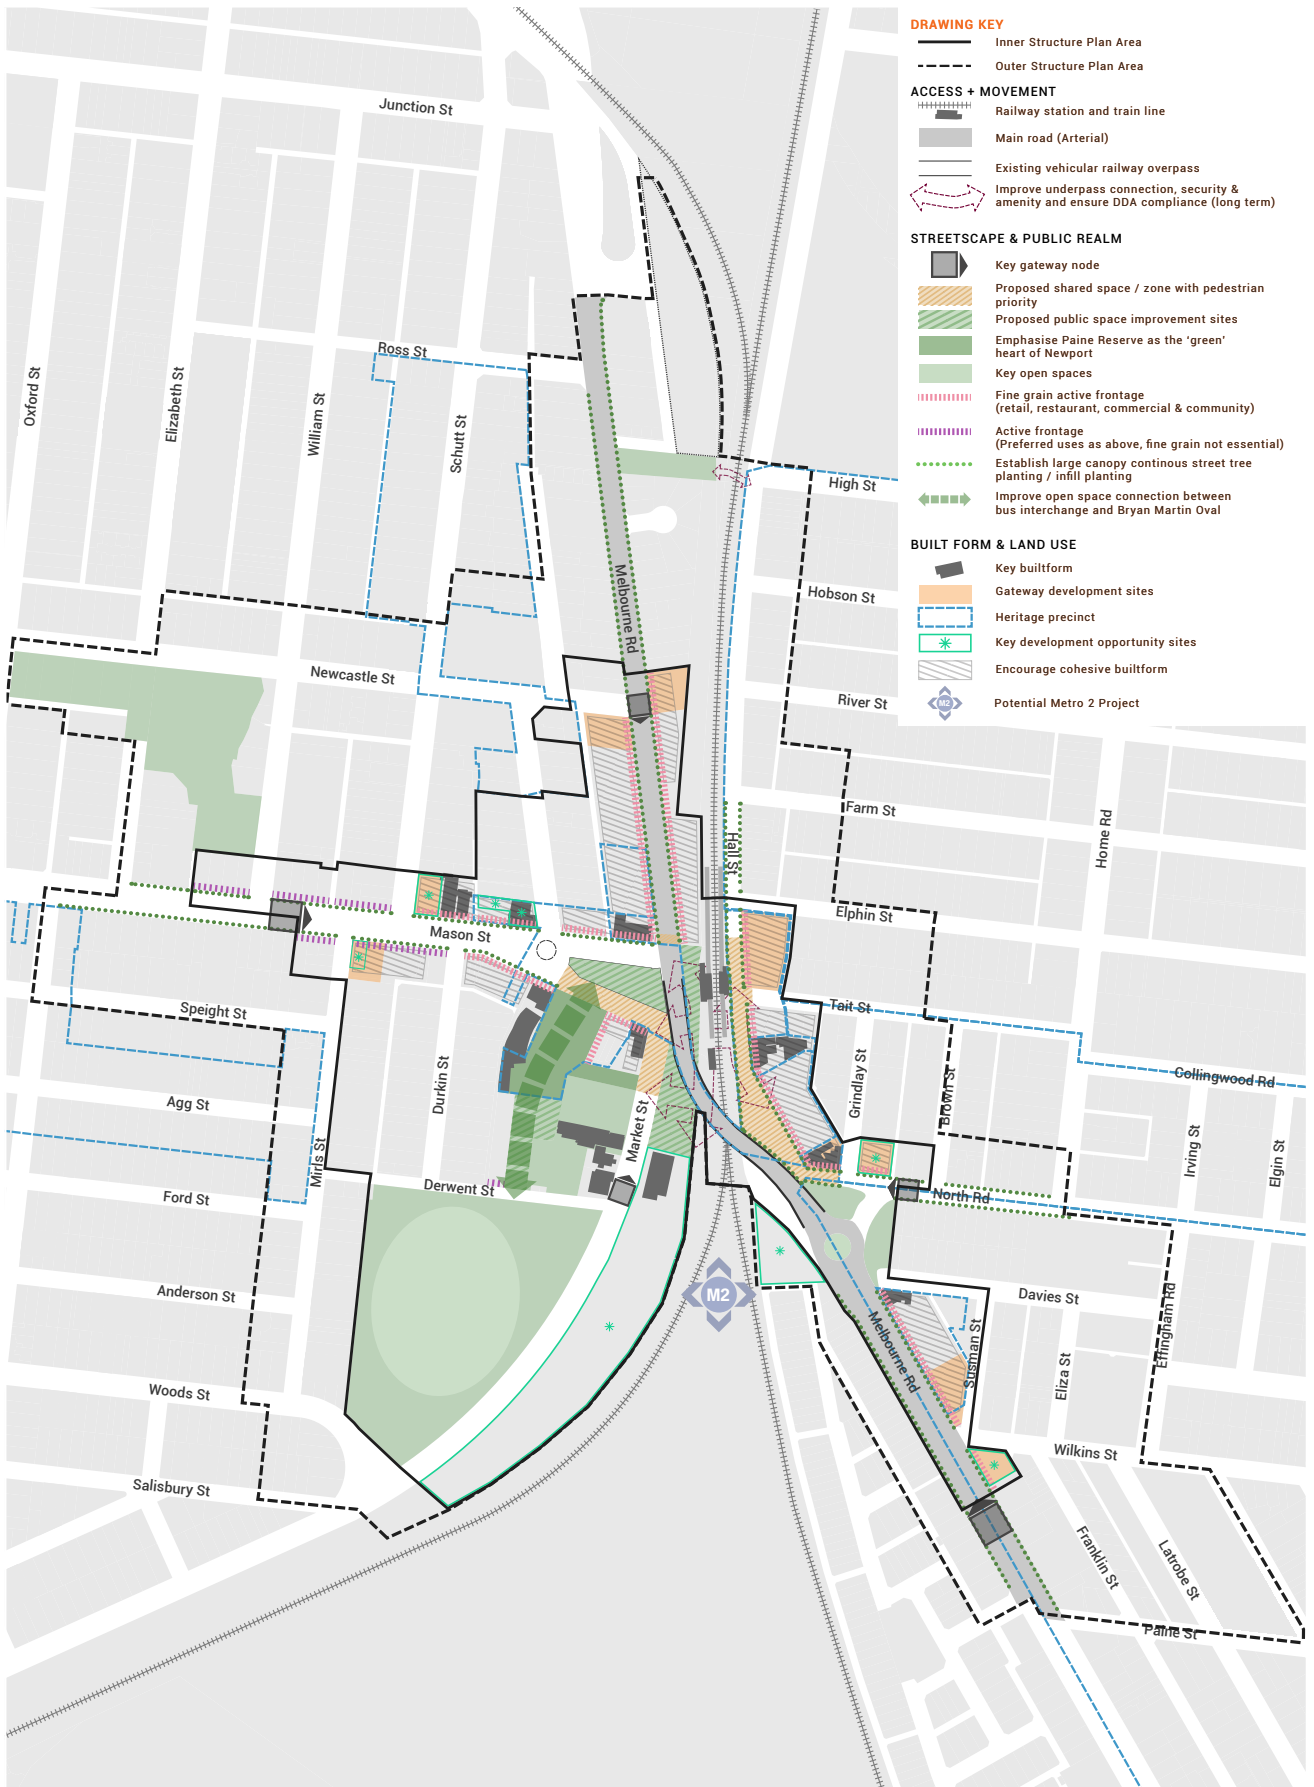 DRAWING KEY
Inner Structure Plan Area
Outer Structure Plan Area
ACCESS + MOVEMENT
Railway station and train line
Main road (Arterial)
Existing vehicular railway overpass
Improve underpass connection, security &
amenity and ensure DDA compliance (long term)
STREETSCAPE & PUBLIC REALM
Key gateway node
Proposed shared space / zone with pedestrian
priority
Proposed public space improvement sites
Emphasise Paine Reserve as the ‘green’
heart of Newport
Key open spaces
Fine grain active frontage
(retail, restaurant, commercial & community)
Active frontage
(Preferred uses as above, fine grain not essential)
Establish large canopy continous street tree
planting / infill planting
Improve open space connection between
bus interchange and Bryan Martin Oval
BUILT FORM & LAND USE
Key builtform
Gateway development sites
Heritage precinct
Key development opportunity sites
Encourage cohesive builtform
M2
Potential Metro 2 Project
Junction St
Ross St
Oxford St
Elizabeth St
William St
Schutt St
High St
Hobson St
Melbourne Rd
Newcastle St
River St
Farm St
Home Rd
Hall St
Elphin St
Mason St
Speight St
Tait St
Durkin St
Grindlay St
Brown St
Collingwood Rd
Agg St
Market St
Mirls St
Irving St
Elgin St
Ford St
Derwent St
North Rd
Anderson St
M2
Davies St
Effingham Rd
Melbourne Rd
Susman St
Eliza St
Woods St
Wilkins St
Salisbury St
Franklin St
Latrobe St
Paine St